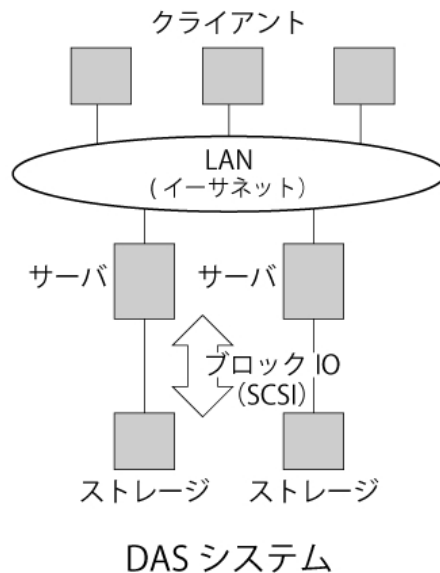 クライアント
LAN
(イーサネット)
サーバ
サーバ
ブロック IO
(SCSI)
ストレージ
ストレージ
DAS システム